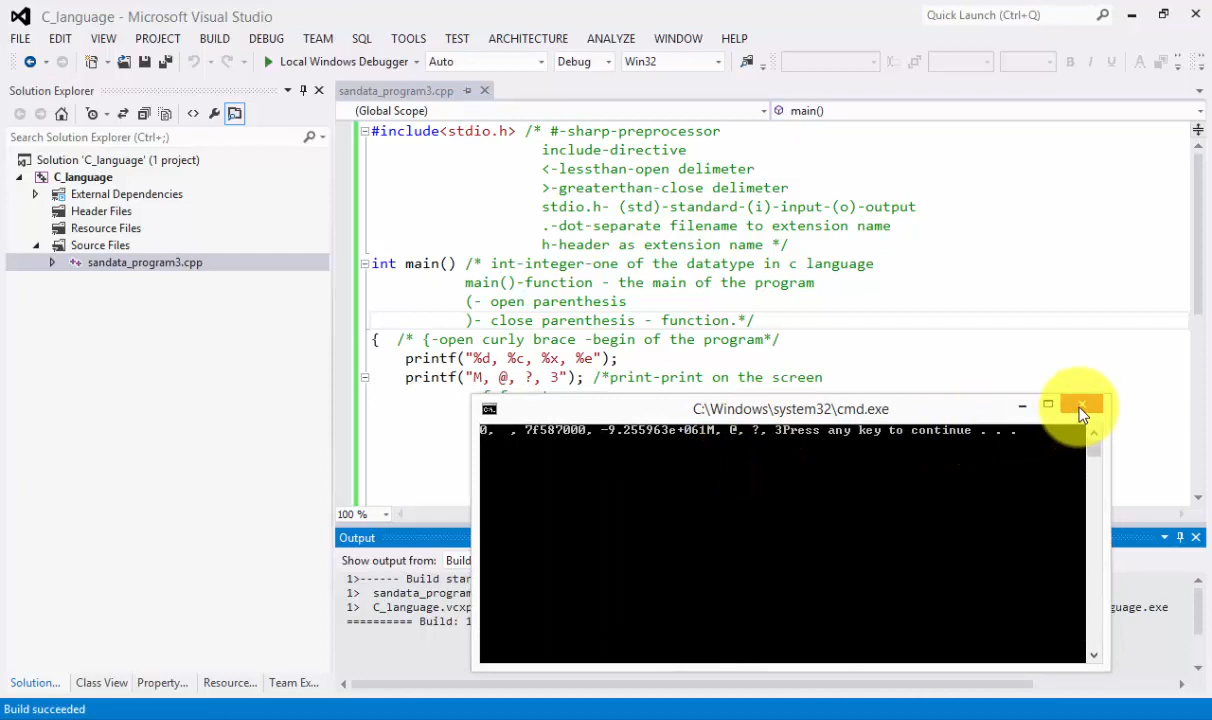 C_language - Microsoft Visual Studio
Quick Launch (Ctrl+Q)
FILE EDIT VIEW PROJECT BUILD DEBUG TEAM SQL TOOLS TEST ARCHITECTURE ANALYZE WINDOW HELP
Local Windows Debugger Auto Debug Win32
Solution Explorer
Search Solution Explorer (Ctrl+;)
Solution 'C_language' (1 project)
C_language
External Dependencies
Header Files
Resource Files
Source Files
sandata_program3.cpp
sandata_program3.cpp
(Global Scope) main()
#include<stdio.h> /* #-sharp-preprocessor
include-directive
<-lessthan-open delimeter
>-greaterthan-close delimeter
stdio.h- (std)-standard-(i)-input-(o)-output
.-dot-separate filename to extension name
h-header as extension name */
int main() /* int-integer-one of the datatype in c language
main()-function - the main of the program
(- open parenthesis
)- close parenthesis - function.*/
{ /* {-open curly brace -begin of the program*/
printf("%d, %c, %x, %e");
printf("M, @, ?, 3"); /*print-print on the screen
C:\Windows\system32\cmd.exe
0, , 7f587000, -9.255963e+061M, @, ?, 3Press any key to continue . . .
100 %
Output
Show output from: Build
1>------ Build star
1> sandata_program
1> C_language.vcxp
guage.exe
========== Build: 1
Solution... Class View Property... Resource... Team Ex...
Build succeeded